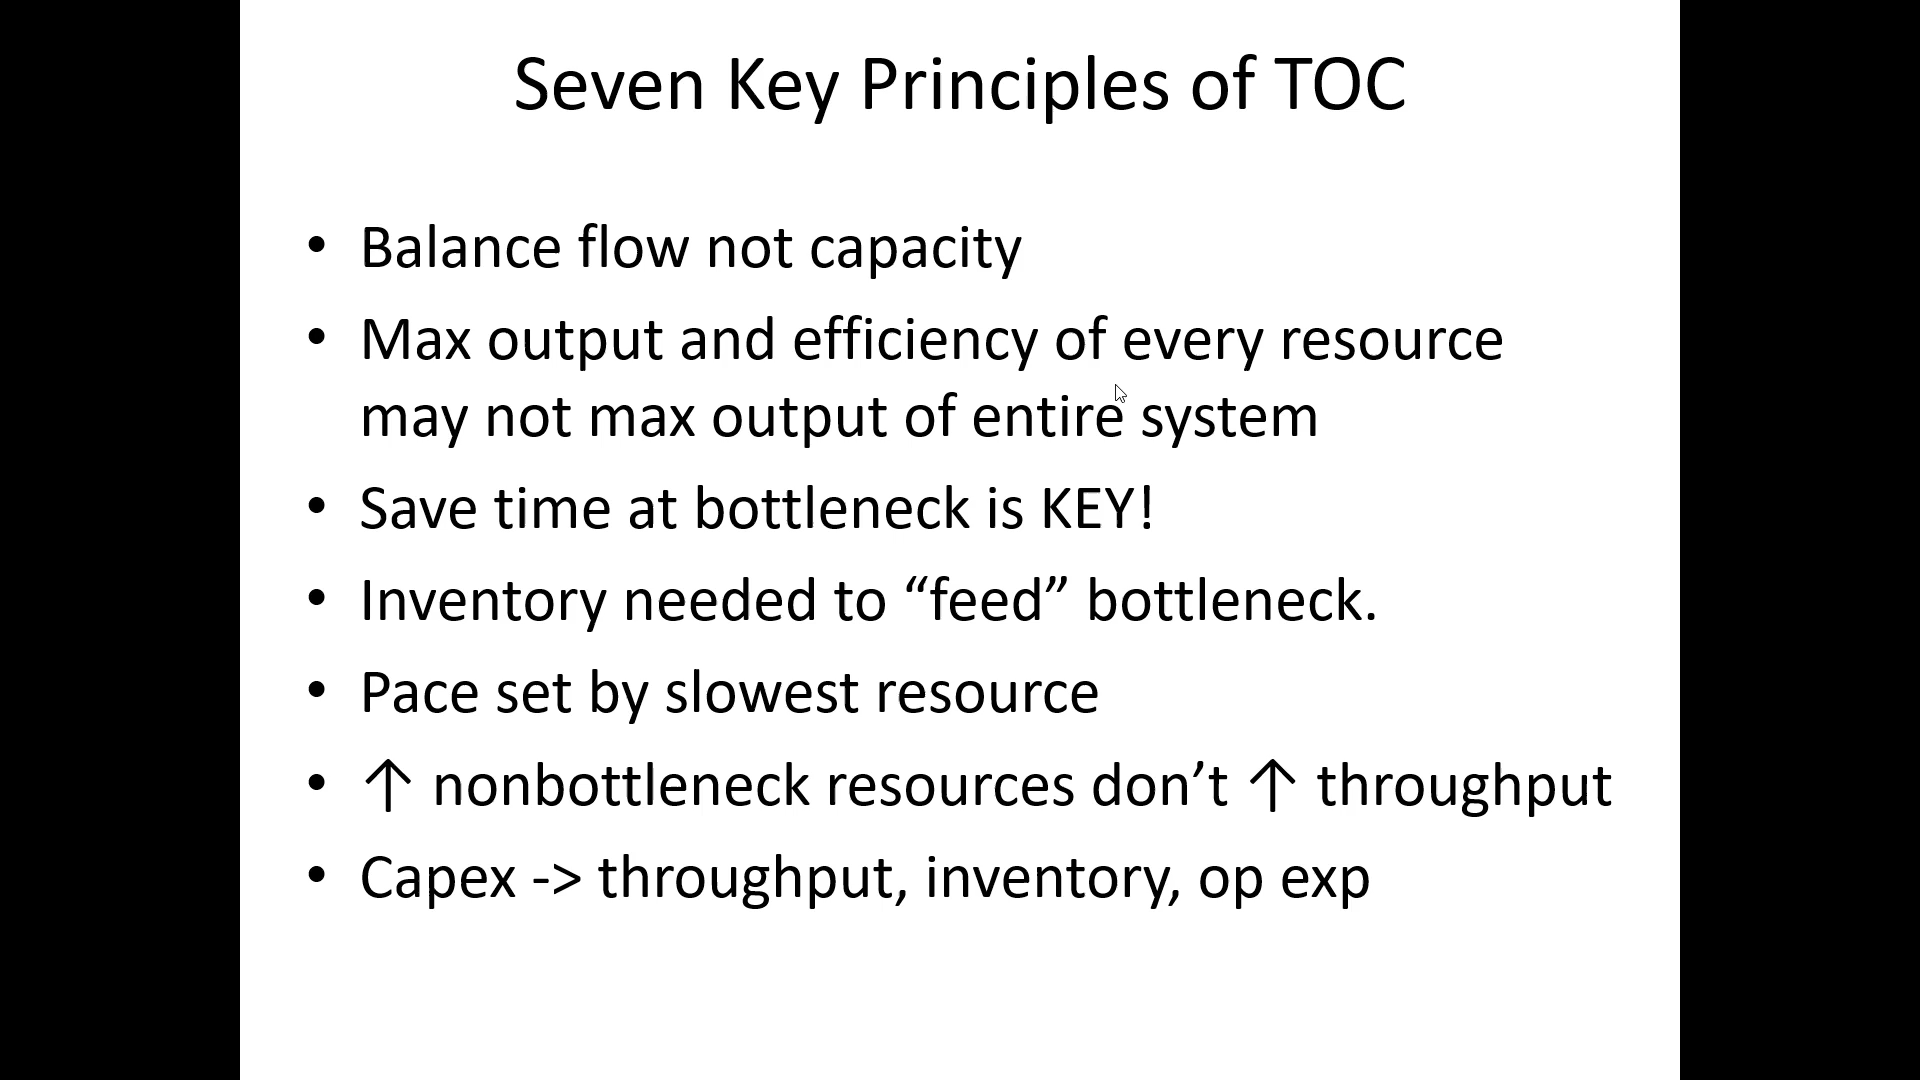 Seven Key Principles of TOC
• Balance flow not capacity
• Max output and efficiency of every resource
may not max output of entire system
• Save time at bottleneck is KEY!
• Inventory needed to “feed” bottleneck.
• Pace set by slowest resource
• ↑ nonbottleneck resources don’t ↑ throughput
• Capex -> throughput, inventory, op exp